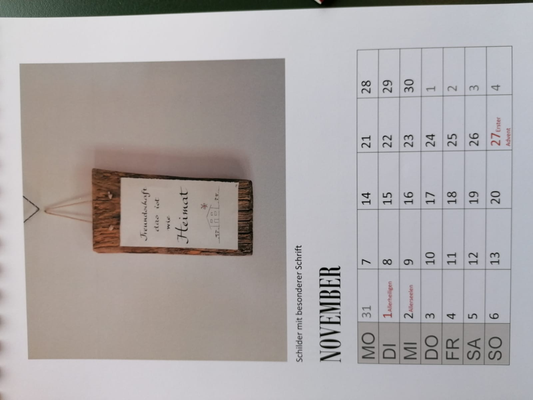 Freundschaft
das ist
wie
Heimat
Schilder mit besonderer Schrift
NOVEMBER
MO 31 7 14 21 28
DI 1 Allerheiligen 8 15 22 29
MI 2 Allerseelen 9 16 23 30
DO 3 10 17 24 1
FR 4 11 18 25 2
SA 5 12 19 26 3
SO 6 13 20 27 Erster Advent 4